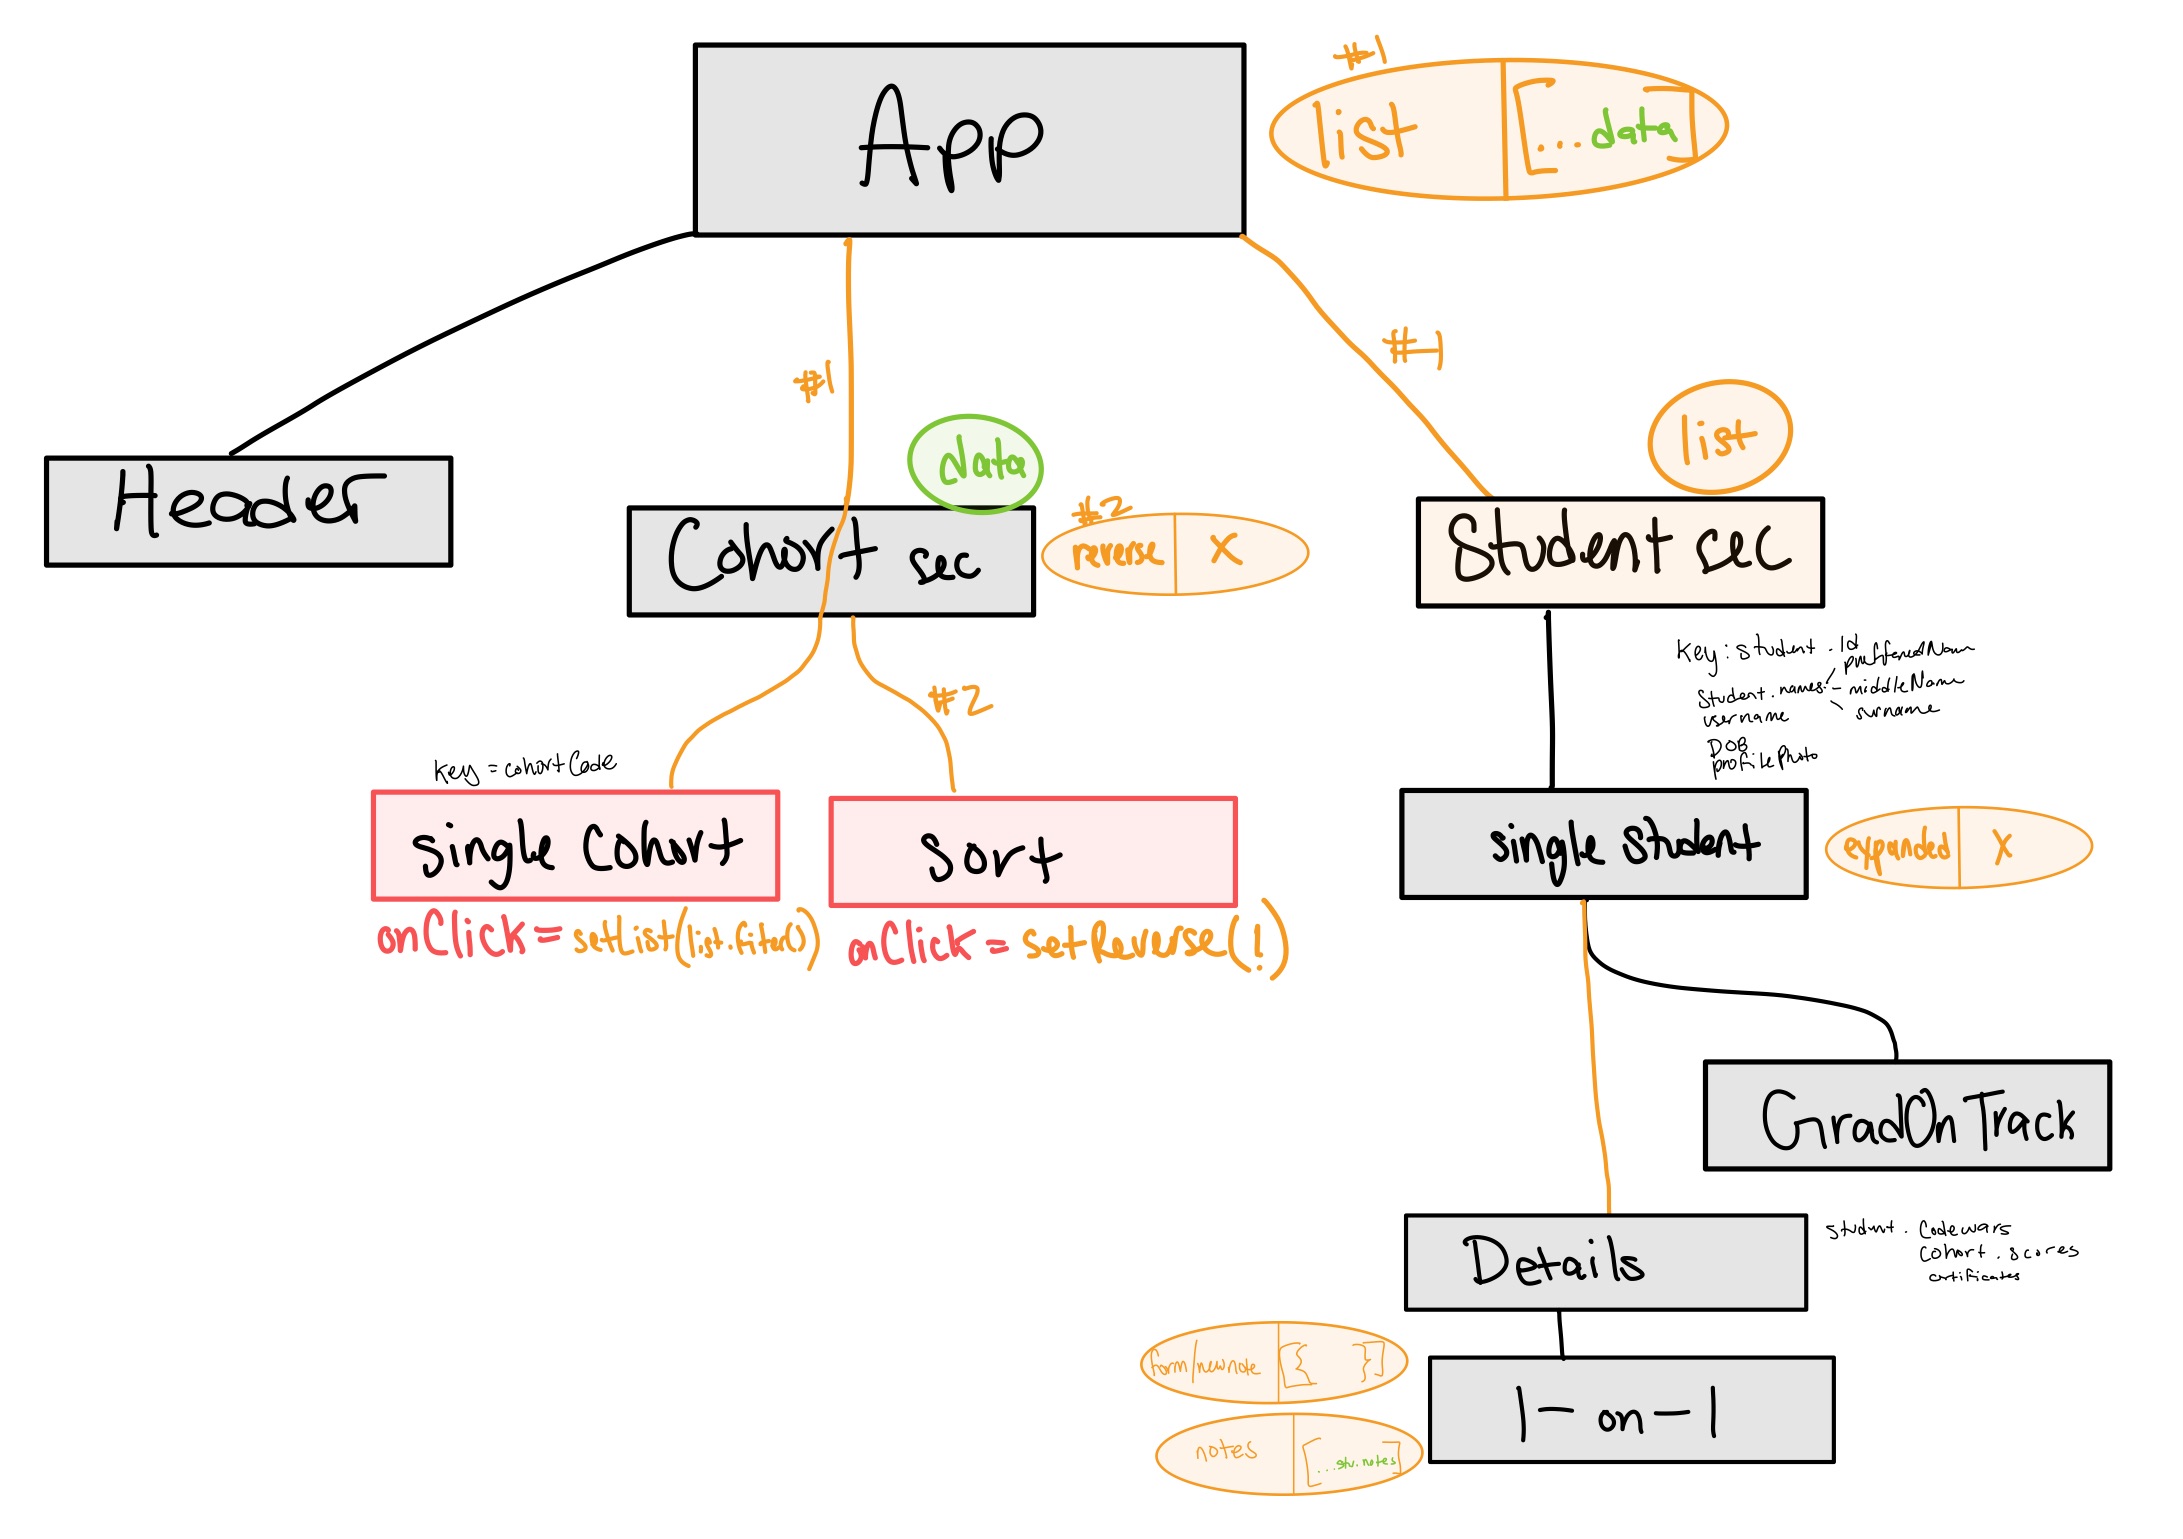 #1
App
list [...data]
#1
#1
data
list
Header
#2
Cohort sec
reverse X
Student sec
key: student.id
preffenedName
student.names - middleName
surname
username
DOB
profilePhoto
#2
key = cohortCode
single Cohort
Sort
single student
expanded X
onClick = setList(list.filter())
onClick = setReverse(!)
GradOnTrack
Details
student. Codewars
Cohort.scores
certificates
form/newnote [{ }]
1-on-1
notes [...stu.notes]